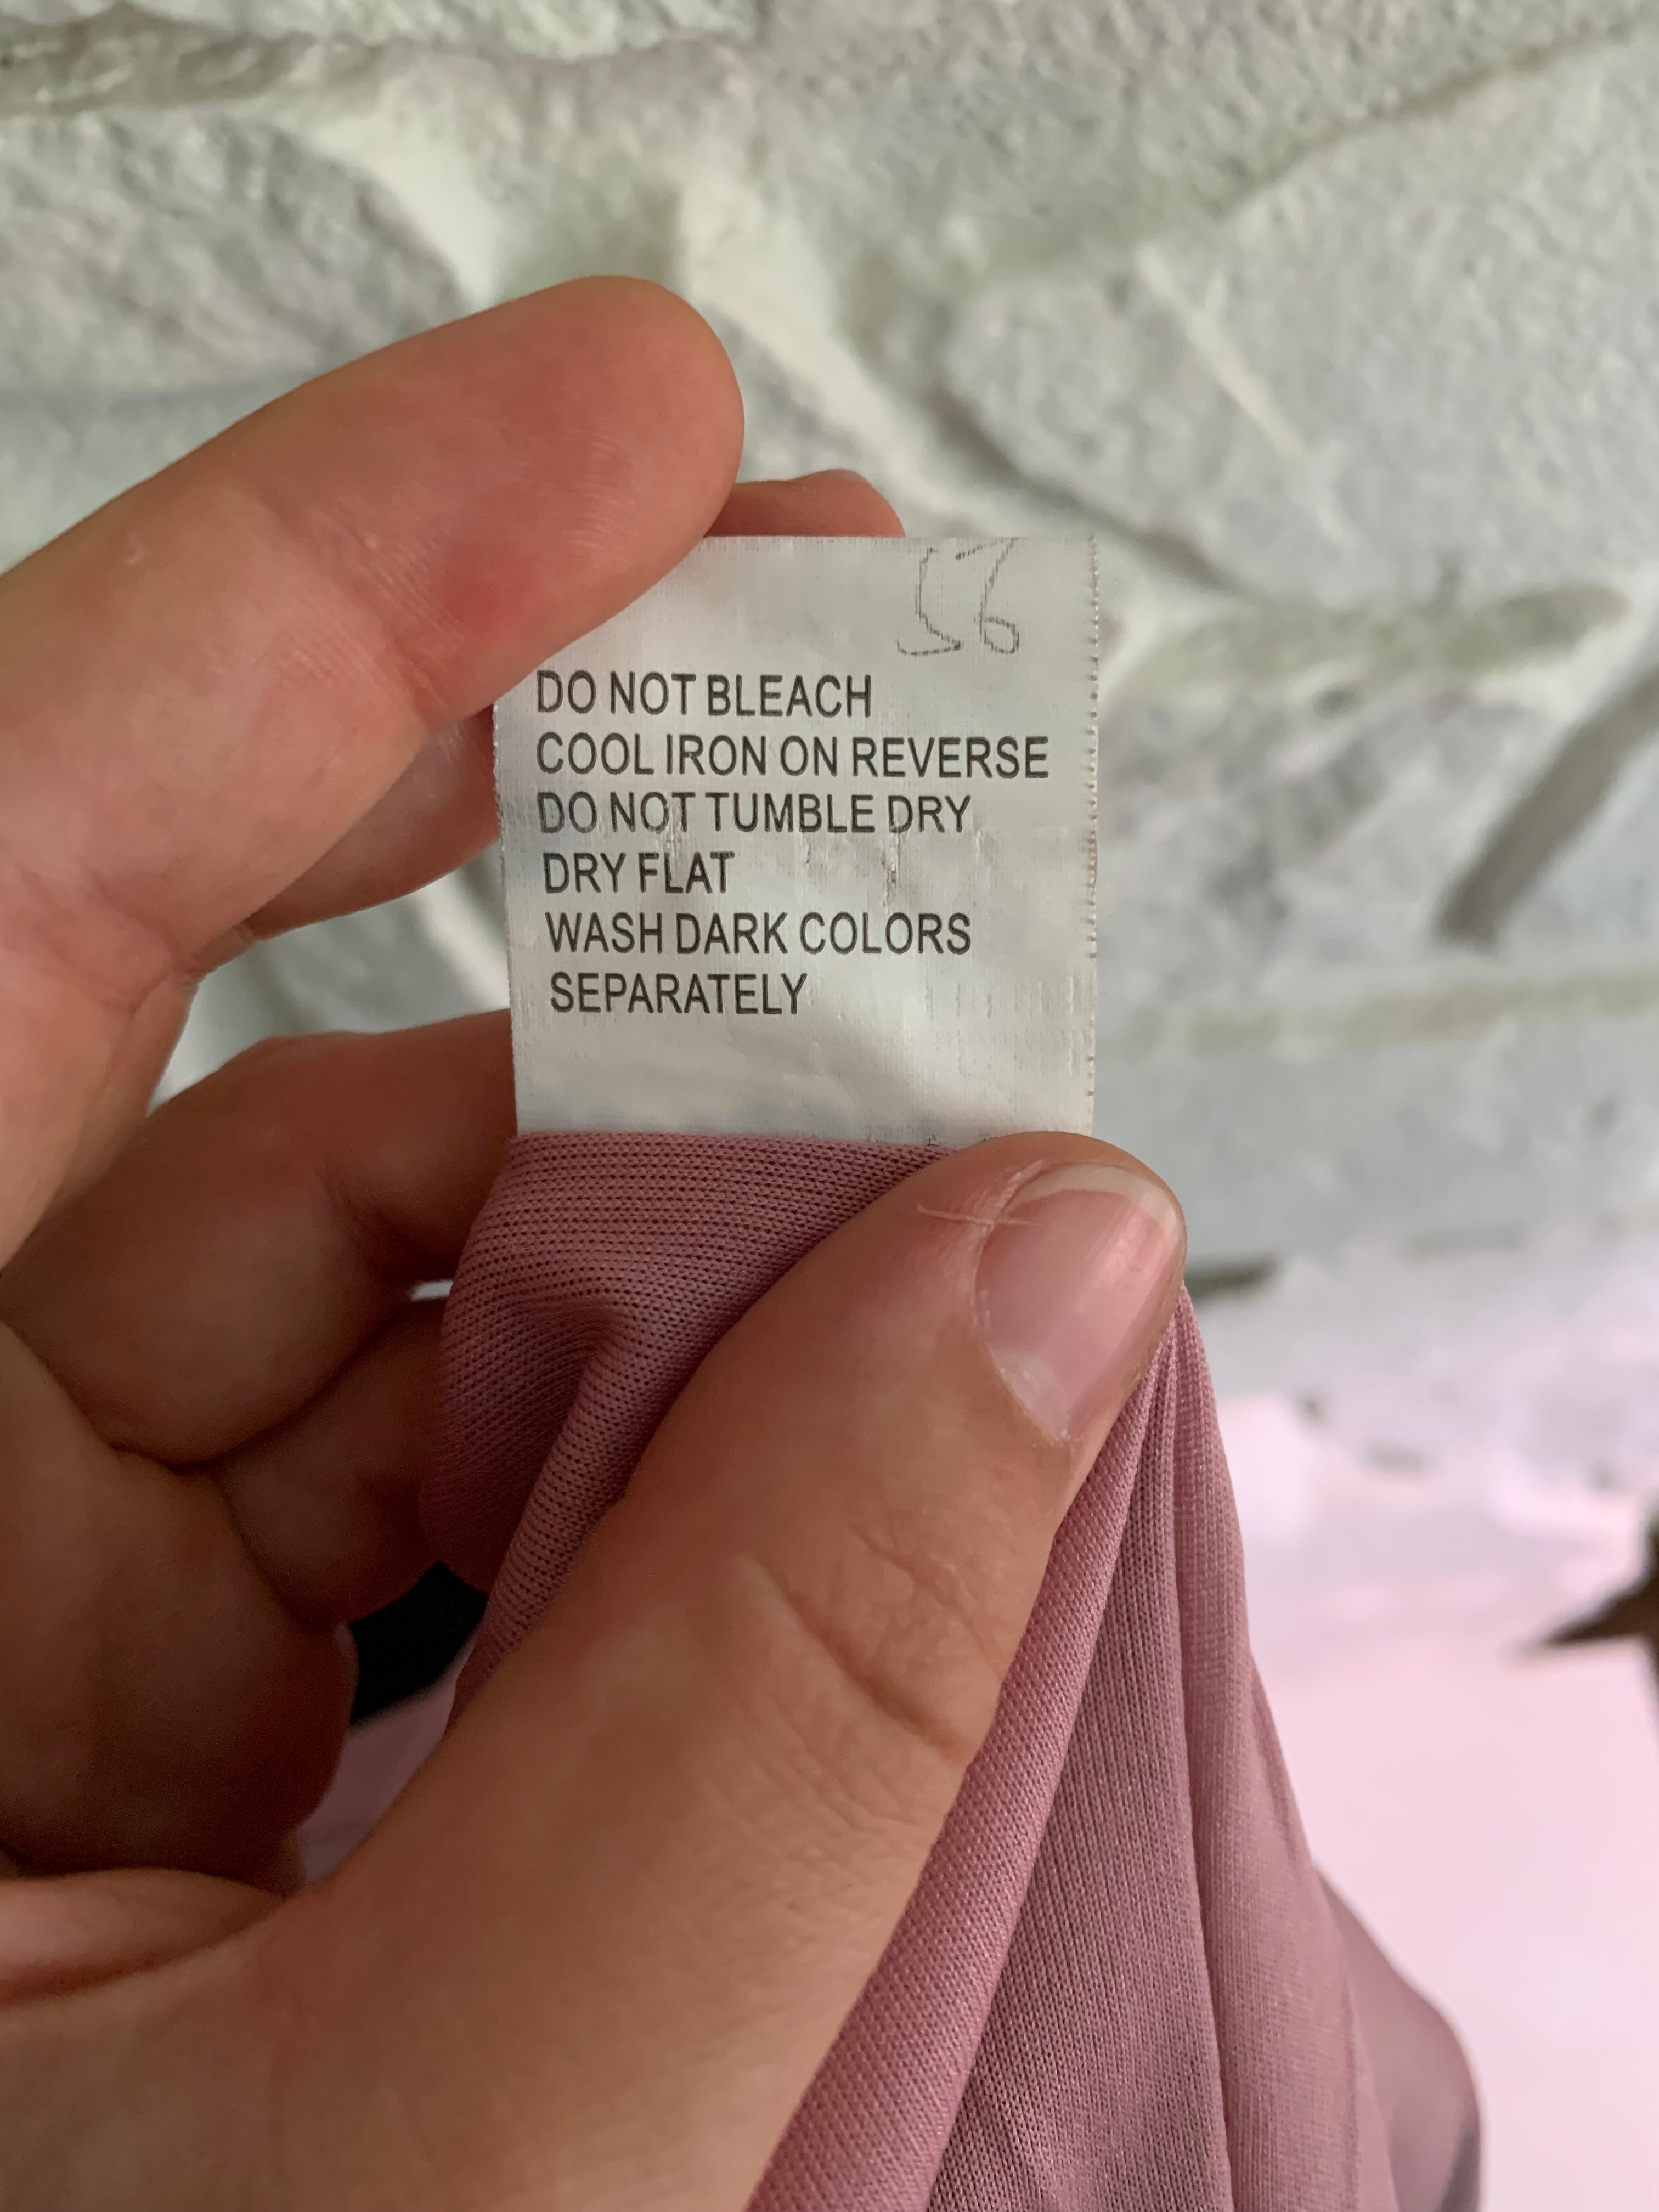 56
DO NOT BLEACH
COOL IRON ON REVERSE
DO NOT TUMBLE DRY
DRY FLAT
WASH DARK COLORS
SEPARATELY